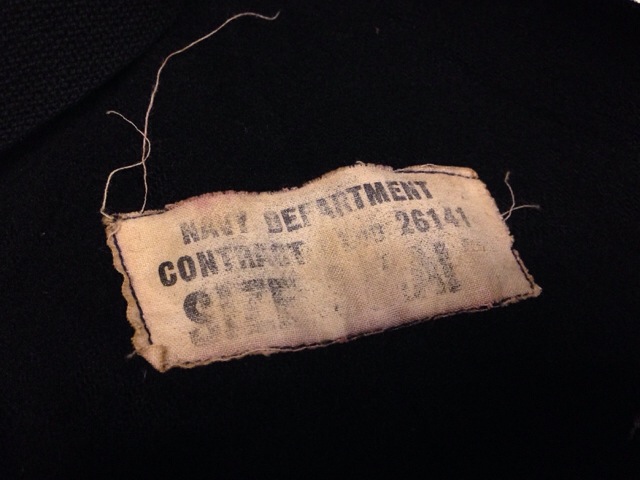 NAVY DEPARTMENT
CONTRACT 26141
SIZE